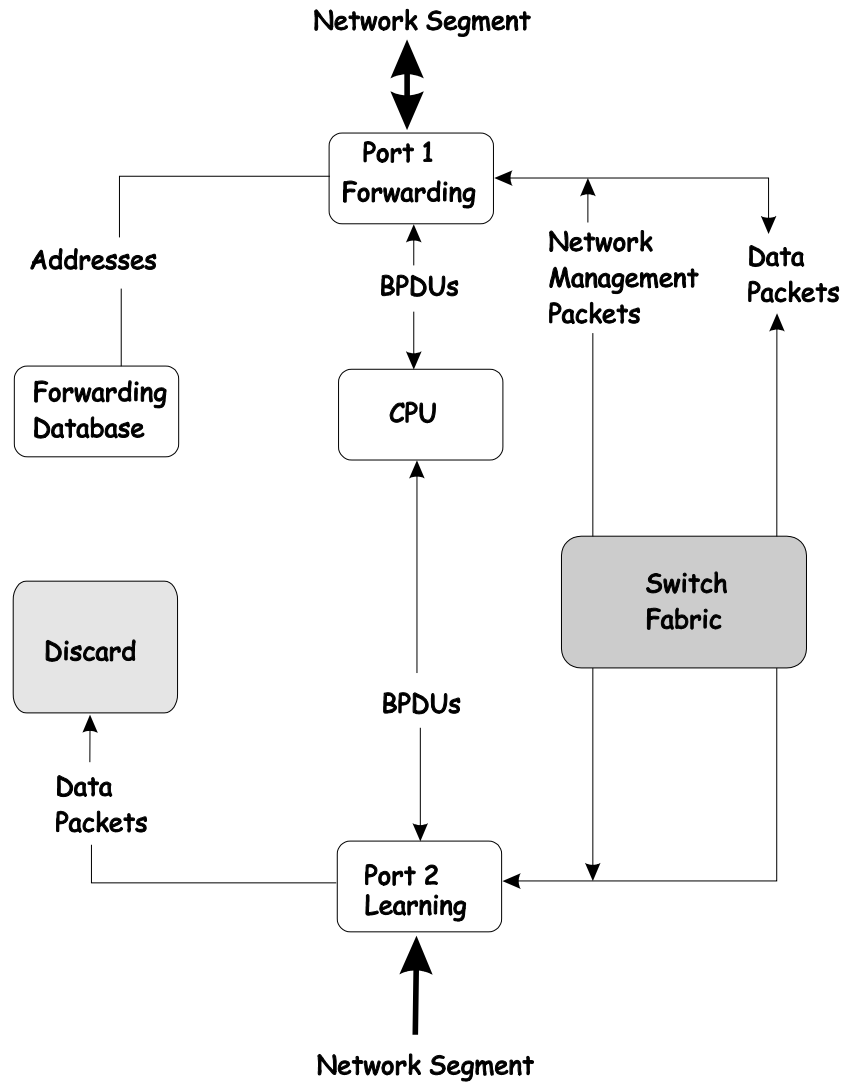 Network Segment
Port 1
Forwarding
Addresses
BPDUs
Network
Management
Packets
Data
Packets
Forwarding
Database
CPU
Switch
Fabric
Discard
BPDUs
Data
Packets
Port 2
Learning
Network Segment